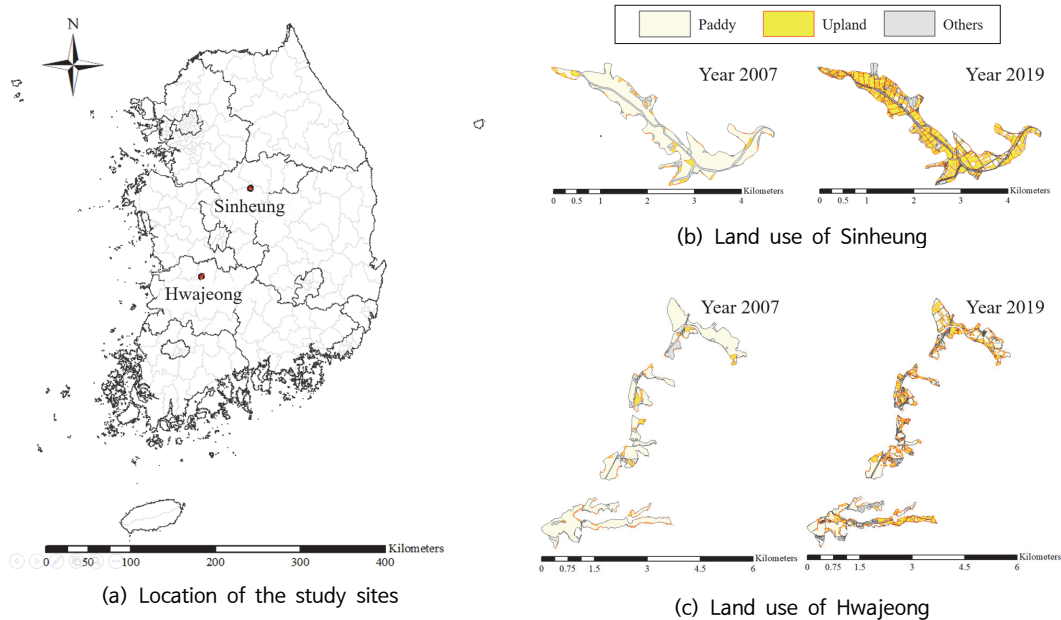 N
Sinheung
Hwajeong
Kilometers
0 50 100 200 300 400
(a) Location of the study sites
Paddy Upland Others
Year 2007
Year 2019
Kilometers
0 0.5 1 2 3 4
Kilometers
0 0.5 1 2 3 4
(b) Land use of Sinheung
Year 2007
Year 2019
Kilometers
0 0.75 1.5 3 4.5 6
Kilometers
0 0.75 1.5 3 4.5 6
(c) Land use of Hwajeong